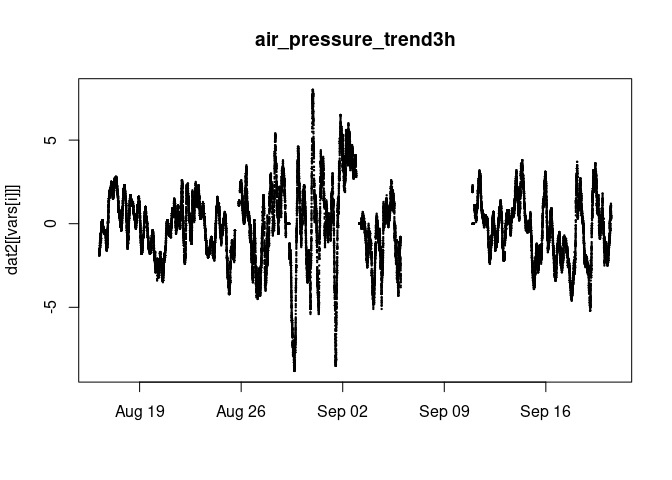 air_pressure_trend3h
dat2[[vars[i]]]
5
0
-5
Aug 19
Aug 26
Sep 02
Sep 09
Sep 16